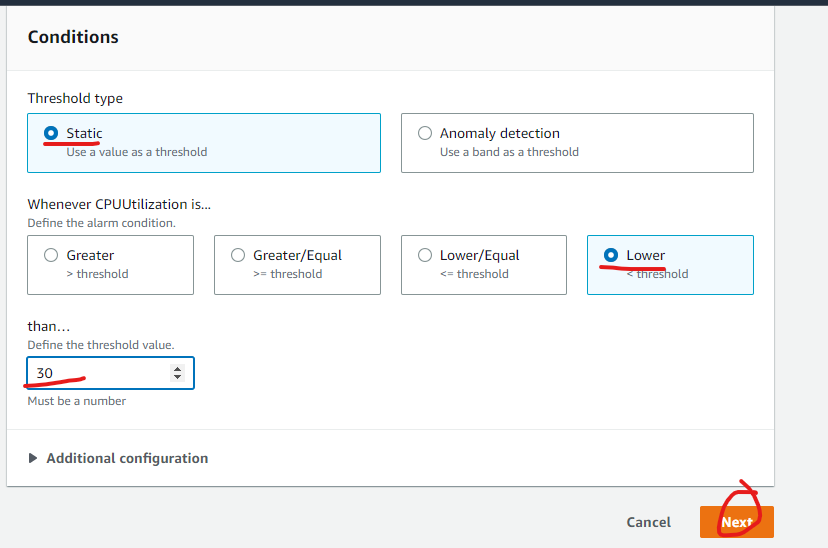 Conditions
Threshold type
Static
Use a value as a threshold
Anomaly detection
Use a band as a threshold
Whenever CPUUtilization is...
Define the alarm condition.
Greater
> threshold
Greater/Equal
>= threshold
Lower/Equal
<= threshold
Lower
< threshold
than...
Define the threshold value.
30
Must be a number
Additional configuration
Cancel
Next